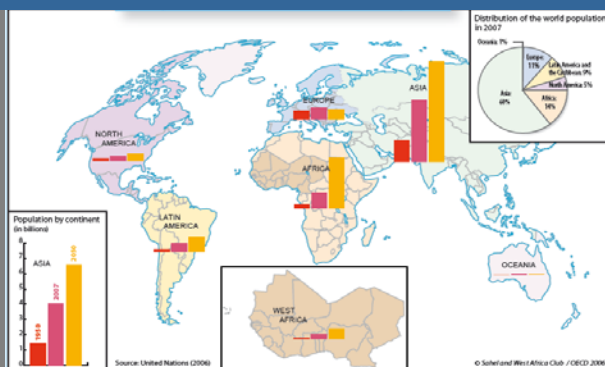 Distribution of the world population
in 2007
Oceania: 1%
Europe:
11%
Latin America and
the Caribbean: 9%
North America: 5%
Asia:
60%
Africa:
14%
EUROPE
ASIA
NORTH
AMERICA
AFRICA
LATIN
AMERICA
OCEANIA
WEST
AFRICA
Population by continent
(in billions)
8
7
6
5
4
3
2
1
0
ASIA
1950
2007
2050
Source: United Nations (2006)
© Sahel and West Africa Club / OECD 2006